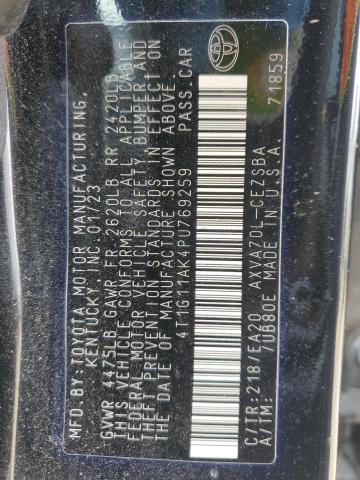 MFD. BY: TOYOTA MOTOR MANUFACTURING,
KENTUCKY, INC. 01/23
GVWR 4475LB GAWR FR 2620LB RR 2420LB
THIS VEHICLE CONFORMS TO ALL APPLICABLE
FEDERAL MOTOR VEHICLE SAFETY, BUMPER, AND
THEFT PREVENTION STANDARDS IN EFFECT ON
THE DATE OF MANUFACTURE SHOWN ABOVE.
4T1G11AK4PU769259 PASS.CAR
C/TR:218/EA20 AXVA70L-CEZSBA
A/TM: 7UB80E MADE IN U.S.A. 71859